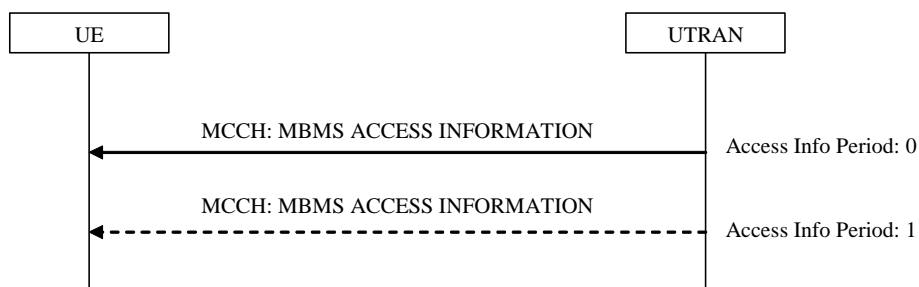 UE
UTRAN
MCCH: MBMS ACCESS INFORMATION
Access Info Period: 0
MCCH: MBMS ACCESS INFORMATION
Access Info Period: 1